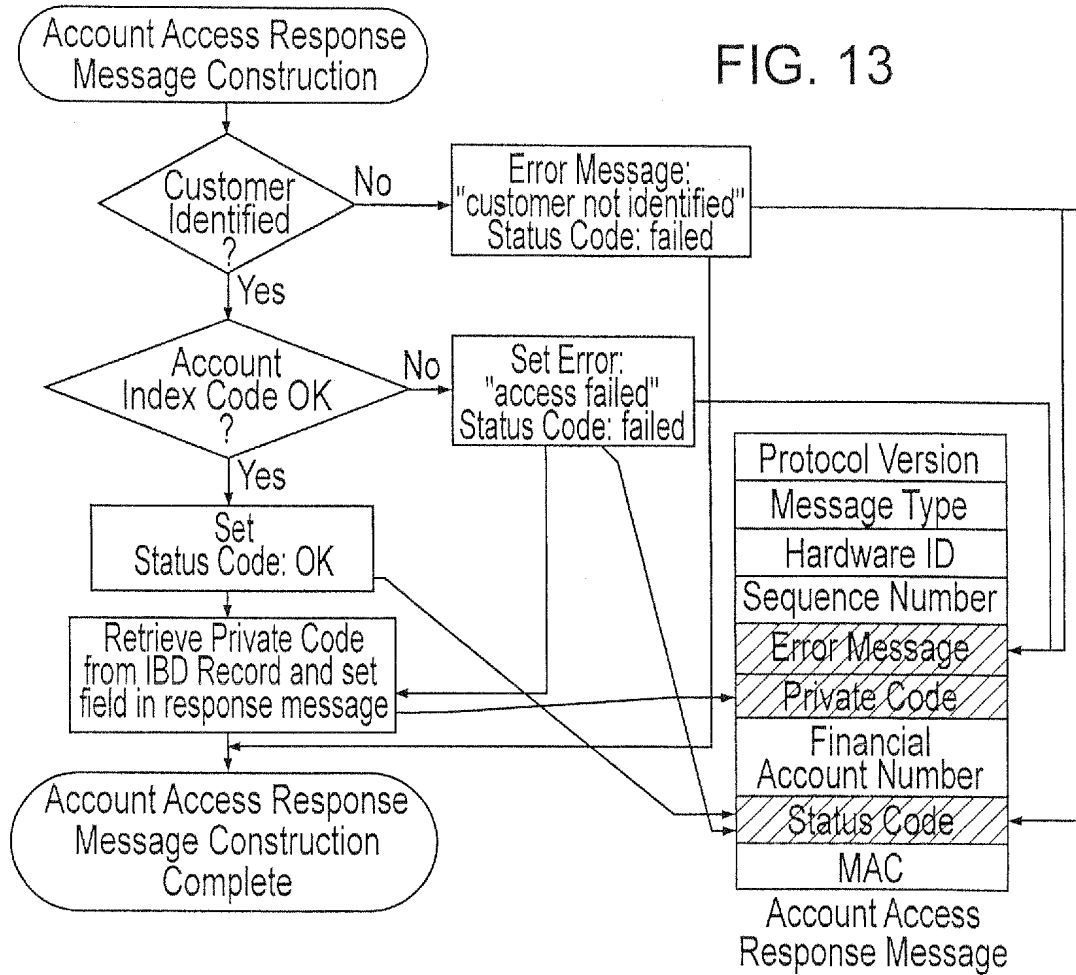 FIG. 13
Account Access Response
Message Construction
Customer
Identified
?
No
Error Message:
"customer not identified"
Status Code: failed
Yes
Account
Index Code OK
?
No
Set Error:
"access failed"
Status Code: failed
Yes
Set
Status Code: OK
Retrieve Private Code
from IBD Record and set
field in response message
Account Access Response
Message Construction
Complete
Protocol Version
Message Type
Hardware ID
Sequence Number
Error Message
Private Code
Financial
Account Number
Status Code
MAC
Account Access
Response Message